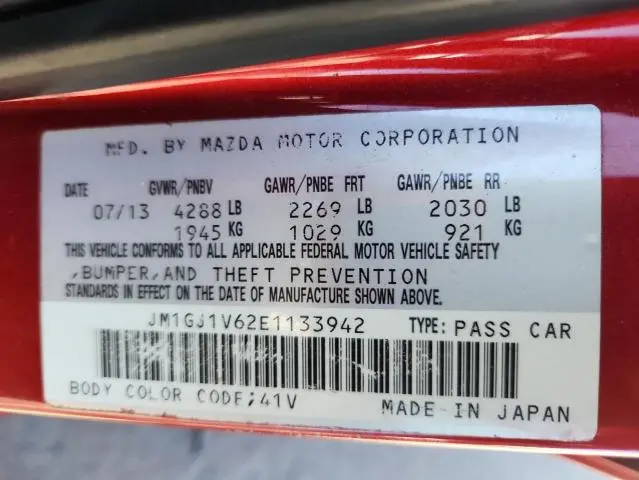 MFD. BY MAZDA MOTOR CORPORATION
DATE GVWR/PNBV GAWR/PNBE FRT GAWR/PNBE RR
07/13 4288 LB 2269 LB 2030 LB
1945 KG 1029 KG 921 KG
THIS VEHICLE CONFORMS TO ALL APPLICABLE FEDERAL MOTOR VEHICLE SAFETY
,BUMPER,AND THEFT PREVENTION
STANDARDS IN EFFECT ON THE DATE OF MANUFACTURE SHOWN ABOVE.
JM1GJ1V62E1133942 TYPE: PASS CAR
BODY COLOR CODE;41V MADE IN JAPAN